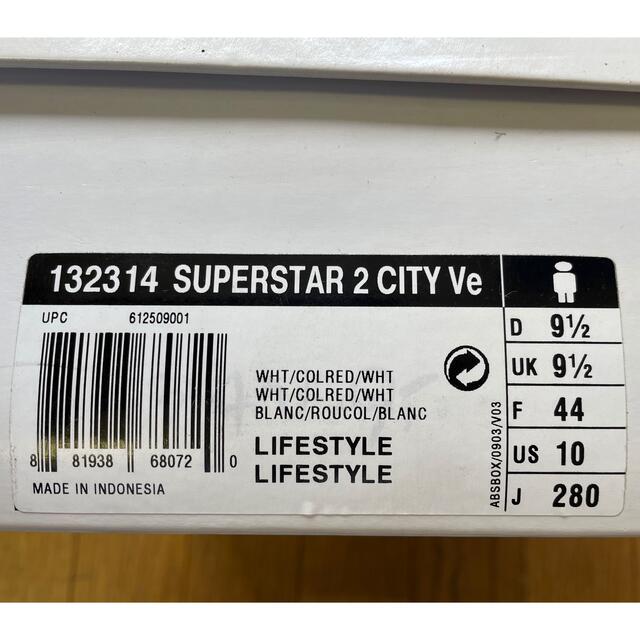 132314 SUPERSTAR 2 CITY Ve
UPC 612509001
8 81938 68072 0
MADE IN INDONESIA
WHT/COLRED/WHT
WHT/COLRED/WHT
BLANC/ROUCOL/BLANC
LIFESTYLE
LIFESTYLE
ABSBOX/0903/V03
D 9½
UK 9½
F 44
US 10
J 280